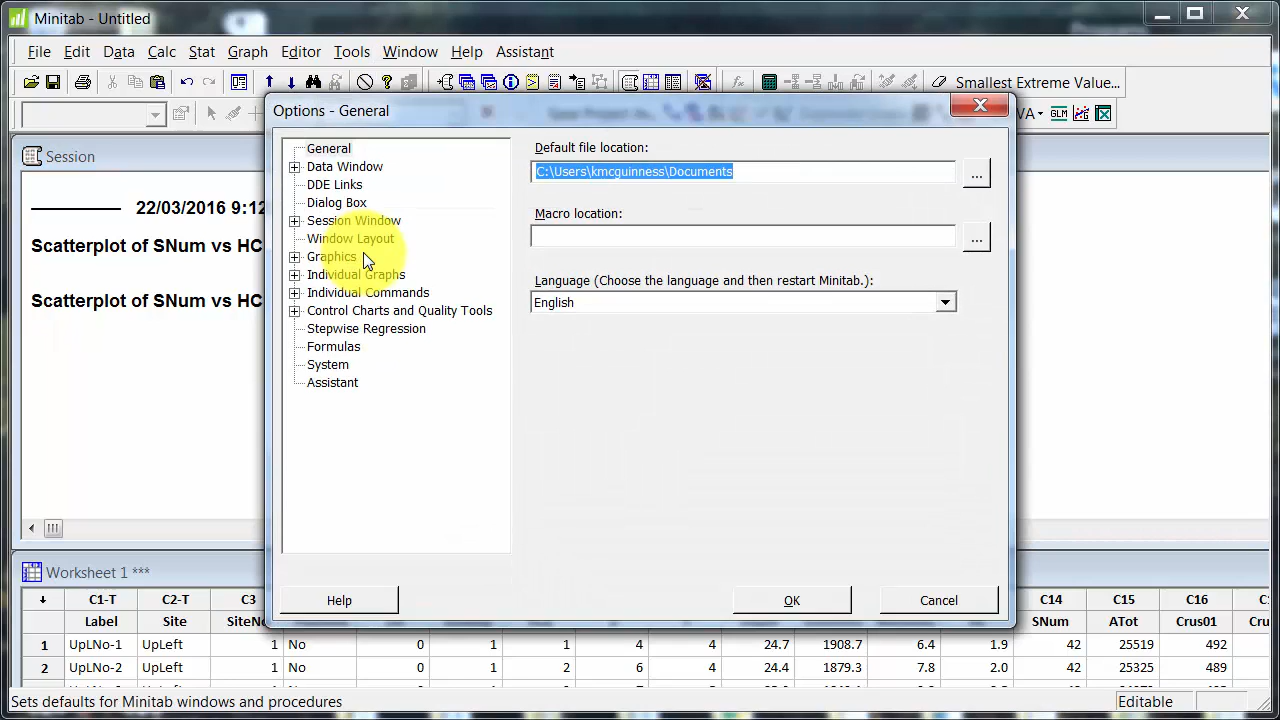 Minitab - Untitled
File Edit Data Calc Stat Graph Editor Tools Window Help Assistant
Smallest Extreme Value...
Options - General
VA
GLM
Session
22/03/2016 9:12
Scatterplot of SNum vs HC
Scatterplot of SNum vs HC
General
Data Window
DDE Links
Dialog Box
Session Window
Window Layout
Graphics
Individual Graphs
Individual Commands
Control Charts and Quality Tools
Stepwise Regression
Formulas
System
Assistant
Default file location:
C:\Users\kmcguinness\Documents
...
Macro location:
...
Language (Choose the language and then restart Minitab.):
English
Help OK Cancel
Worksheet 1 ***
C1-T C2-T C3 C14 C15 C16
Label Site SiteN SNum ATot Crus01 Cru
1 UpLNo-1 UpLeft 1 No 0 1 1 4 4 24.7 1908.7 6.4 1.9 42 25519 492
2 UpLNo-2 UpLeft 1 No 0 1 2 6 4 24.4 1879.3 7.8 2.0 42 25325 489
Sets defaults for Minitab windows and procedures
Editable